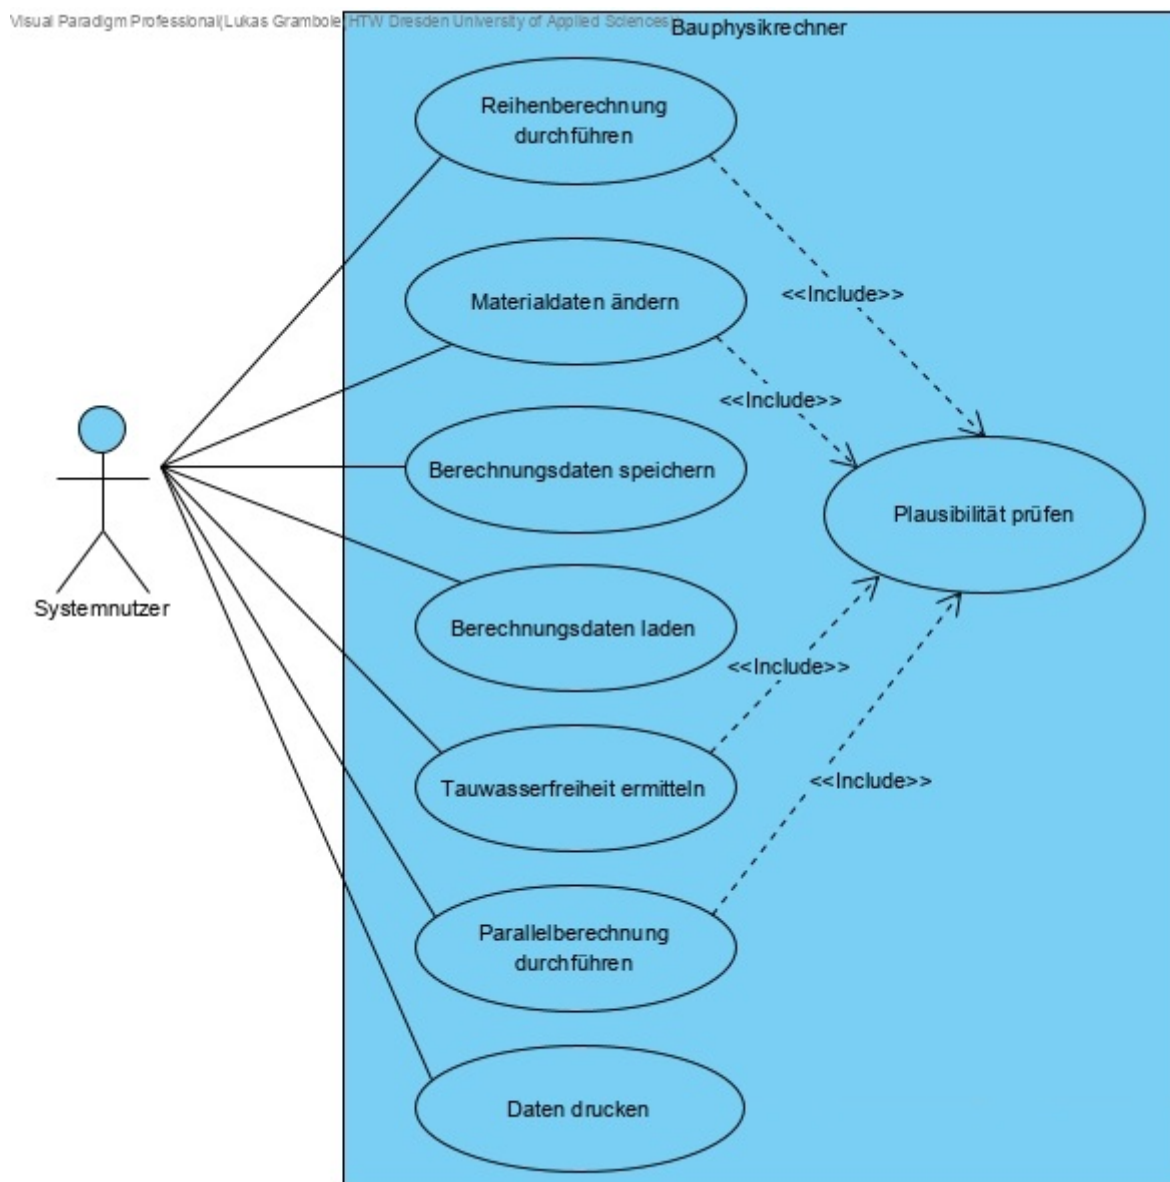 Visual Paradigm Professional(Lukas Grambole(HTW Dresden University of Applied Sciences))
Bauphysikrechner
Reihenberechnung
durchführen
<<Include>>
Materialdaten ändern
<<Include>>
Berechnungsdaten speichern
Plausibilität prüfen
Systemnutzer
Berechnungsdaten laden
<<Include>>
Tauwasserfreiheit ermitteln
<<Include>>
Parallelberechnung
durchführen
Daten drucken